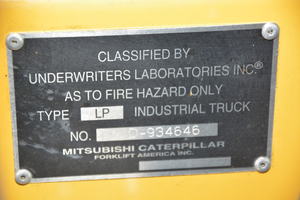 CLASSIFIED BY
UNDERWRITERS LABORATORIES INC.®
AS TO FIRE HAZARD ONLY
TYPE LP INDUSTRIAL TRUCK
NO. D-934646
MITSUBISHI CATERPILLAR
FORKLIFT AMERICA INC.